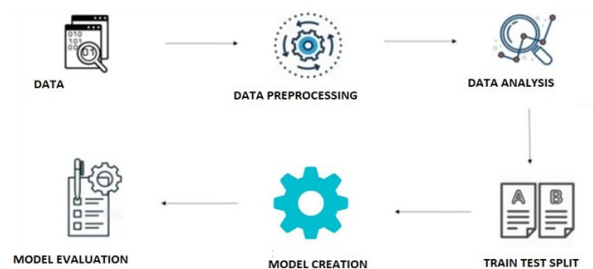 DATA
DATA PREPROCESSING
DATA ANALYSIS
A B
TRAIN TEST SPLIT
MODEL CREATION
MODEL EVALUATION